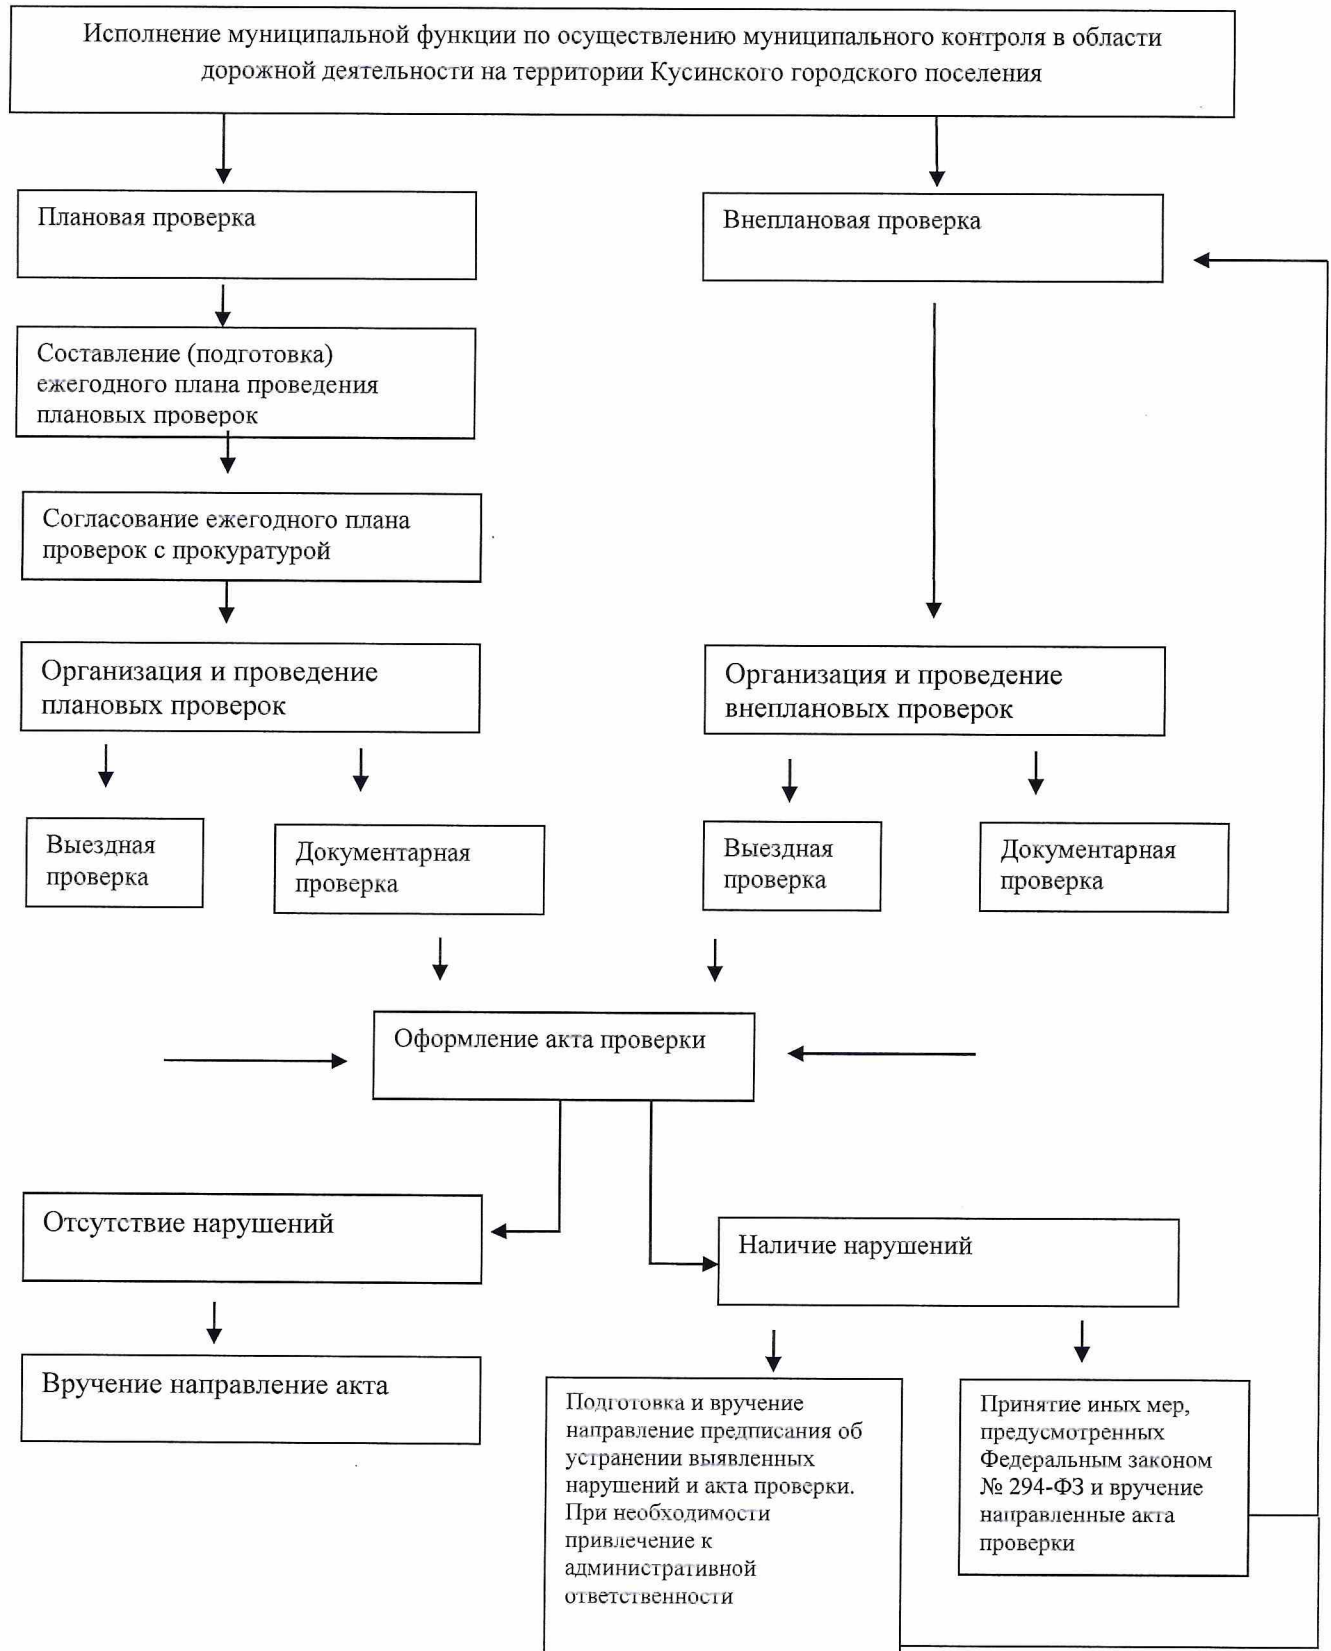 Исполнение муниципальной функции по осуществлению муниципального контроля в области
дорожной деятельности на территории Кусинского городского поселения
Плановая проверка
Внеплановая проверка
Составление (подготовка)
ежегодного плана проведения
плановых проверок
Согласование ежегодного плана
проверок с прокуратурой
Организация и проведение
плановых проверок
Организация и проведение
внеплановых проверок
Выездная
проверка
Документарная
проверка
Выездная
проверка
Документарная
проверка
Оформление акта проверки
Отсутствие нарушений
Наличие нарушений
Вручение направление акта
Подготовка и вручение
направление предписания об
устранении выявленных
нарушений и акта проверки.
При необходимости
привлечение к
административной
ответственности
Принятие иных мер,
предусмотренных
Федеральным законом
№ 294-ФЗ и вручение
направленные акта
проверки